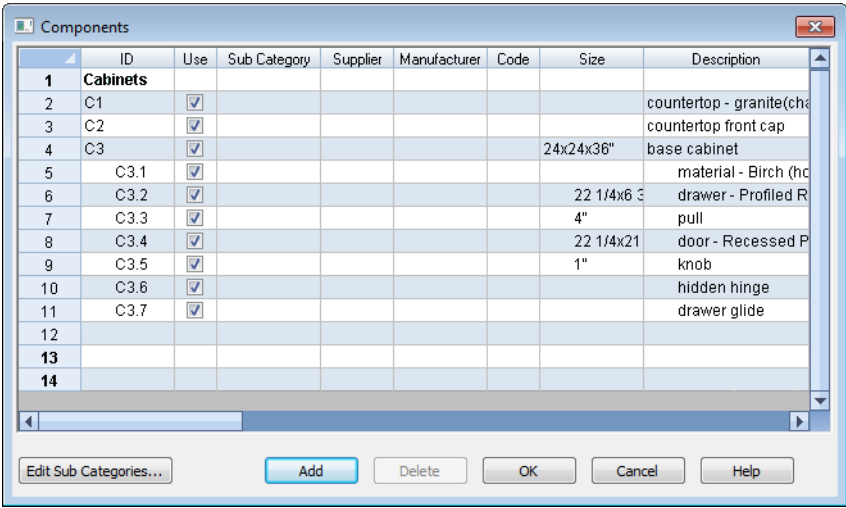 Components
ID Use Sub Category Supplier Manufacturer Code Size Description
1 Cabinets
2 C1 countertop - granite(cha
3 C2 countertop front cap
4 C3 24x24x36" base cabinet
5 C3.1 material - Birch (ho
6 C3.2 22 1/4x6 3 drawer - Profiled R
7 C3.3 4" pull
8 C3.4 22 1/4x21 door - Recessed P
9 C3.5 1" knob
10 C3.6 hidden hinge
11 C3.7 drawer glide
12
13
14
Edit Sub Categories... Add Delete OK Cancel Help